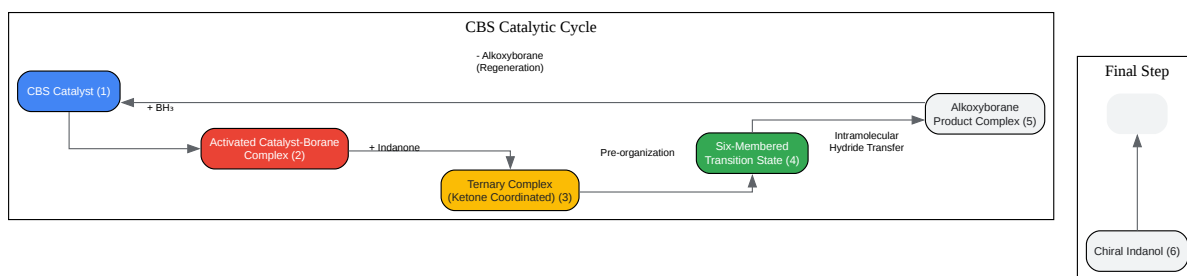 CBS Catalytic Cycle
- Alkoxyborane
(Regeneration)
CBS Catalyst (1)
+ BH₃
Activated Catalyst-Borane
Complex (2)
+ Indanone
Ternary Complex
(Ketone Coordinated) (3)
Pre-organization
Six-Membered
Transition State (4)
Intramolecular
Hydride Transfer
Alkoxyborane
Product Complex (5)
Final Step
Chiral Indanol (6)